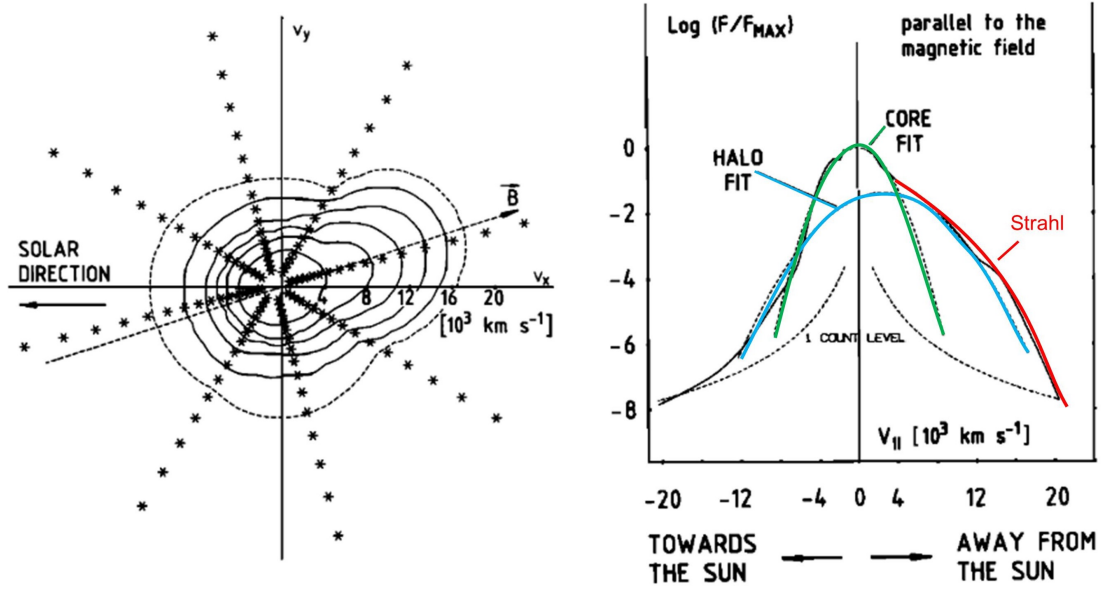 v_y
B⃗
SOLAR
DIRECTION
v_x
4 8 12 16 20
[10³ km s⁻¹]
Log (F/F_MAX)
parallel to the
magnetic field
CORE
FIT
HALO
FIT
Strahl
0
-2
-4
-6
-8
1 COUNT LEVEL
V_II [10³ km s⁻¹]
-20 -12 -4 0 4 12 20
TOWARDS
THE SUN
AWAY FROM
THE SUN